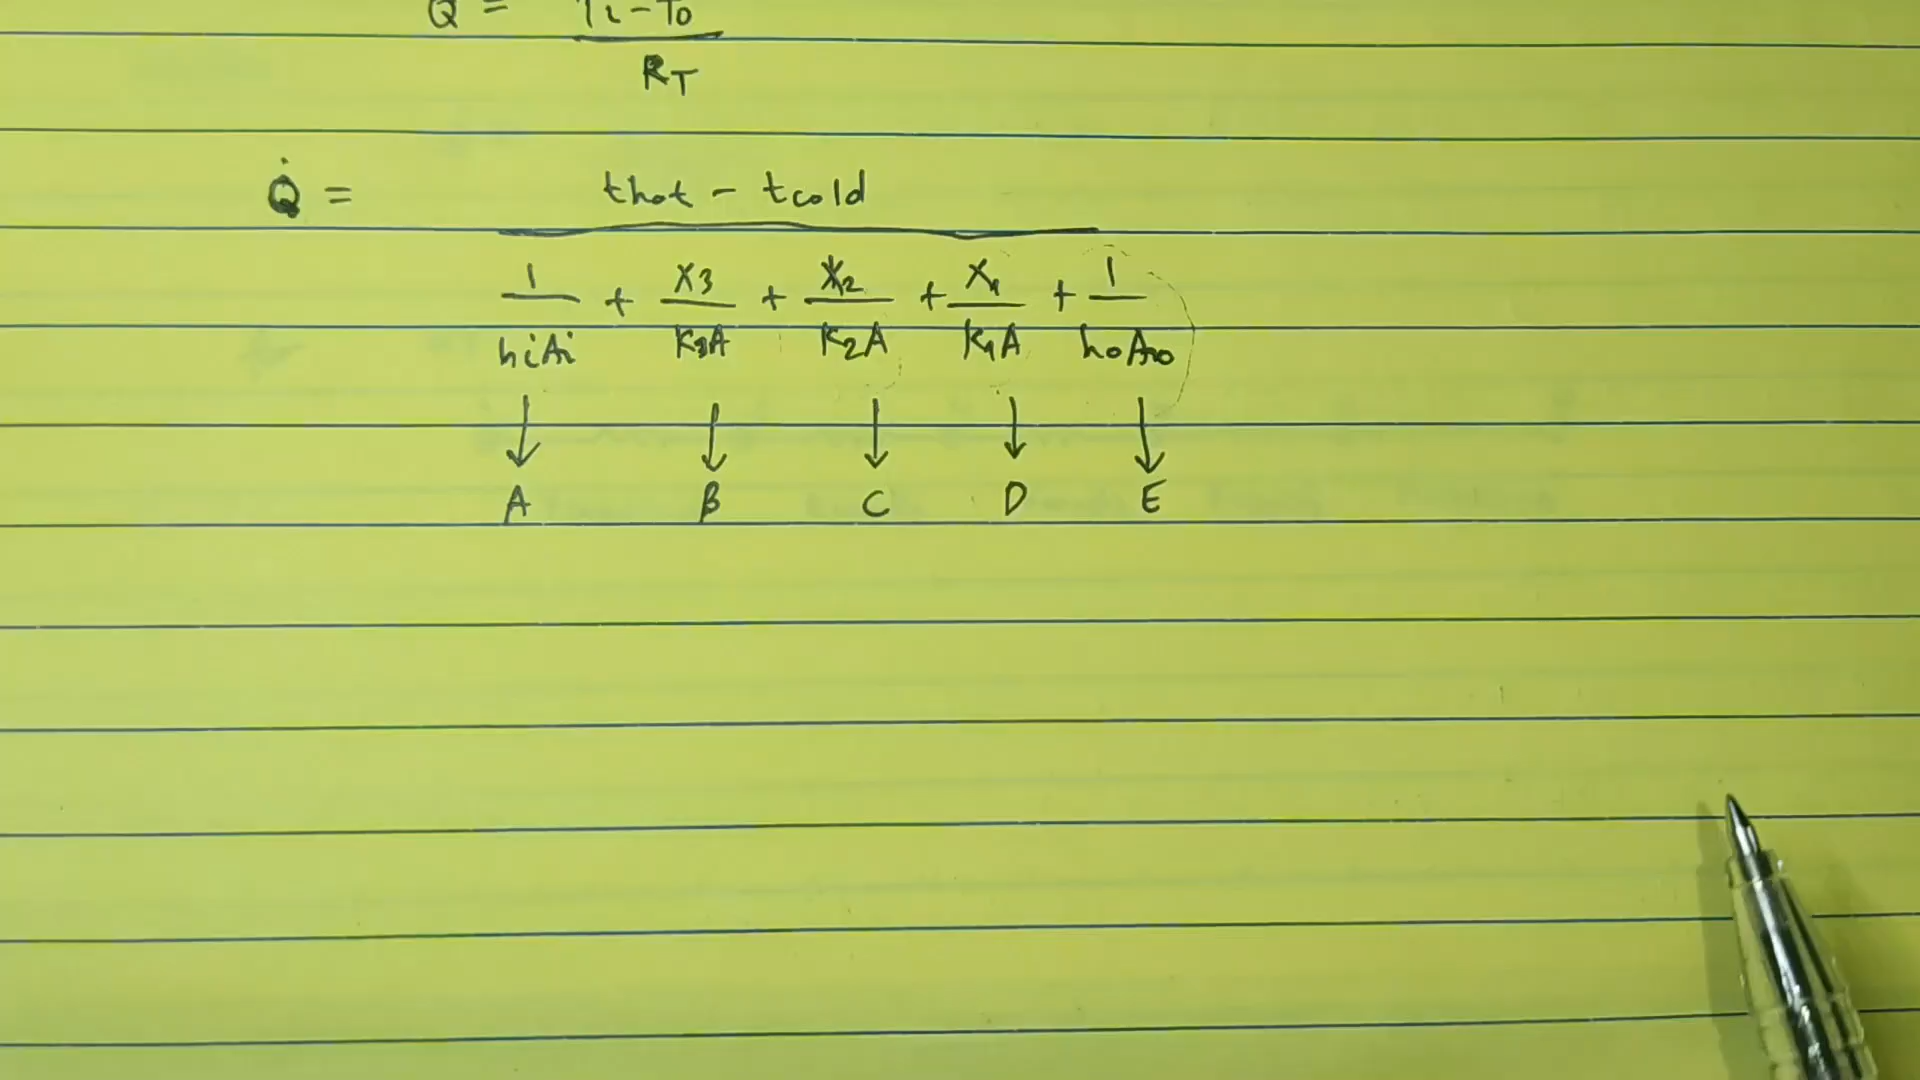 Q = Ti - To
RT
Q̇ = thot - tcold
1 + X3 + X2 + X1 + 1
hiAi K3A K2A K1A hoAo
A B C D E